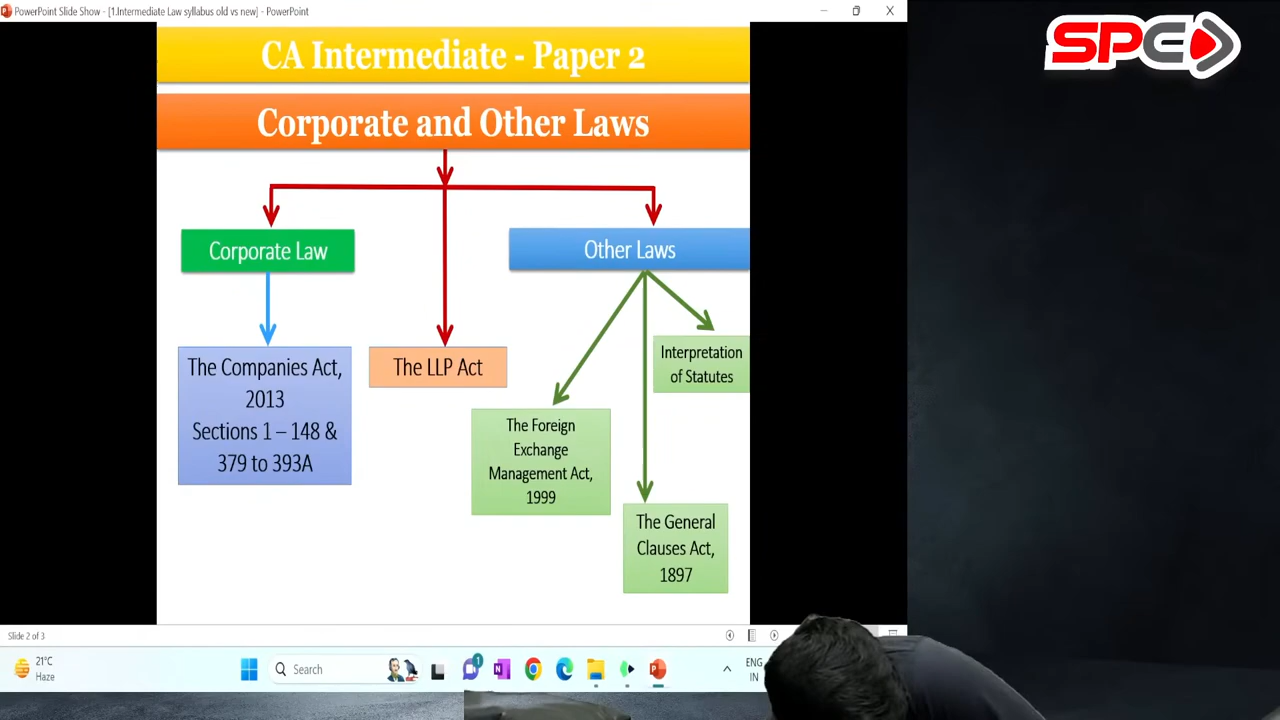 PowerPoint Slide Show - [1.Intermediate Law syllabus old vs new] - PowerPoint
SPC
CA Intermediate - Paper 2
Corporate and Other Laws
Corporate Law
Other Laws
The Companies Act,
2013
Sections 1 – 148 &
379 to 393A
The LLP Act
Interpretation
of Statutes
The Foreign
Exchange
Management Act,
1999
The General
Clauses Act,
1897
Slide 2 of 3
21°C
Haze
Search
1
ENG
IN